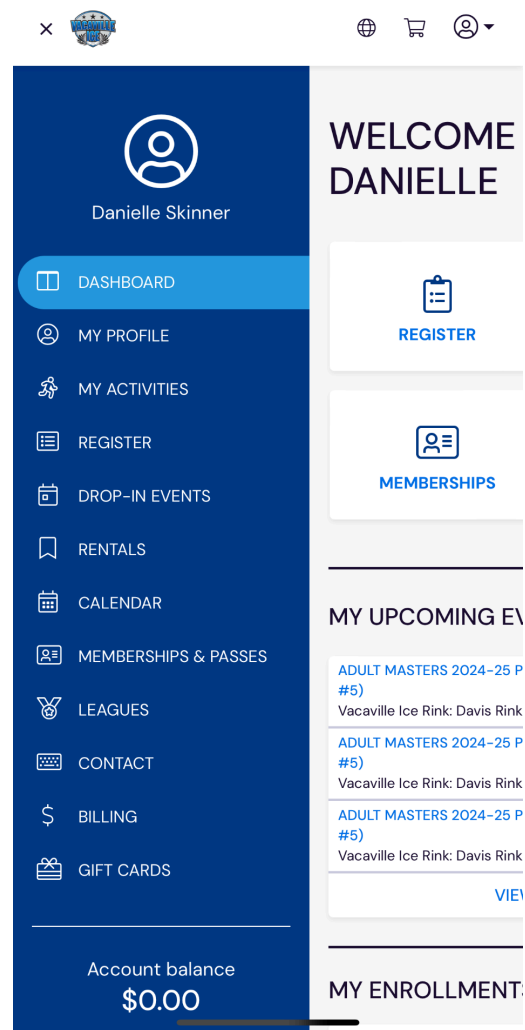 VACAVILLE
ICE
Danielle Skinner
DASHBOARD
MY PROFILE
MY ACTIVITIES
REGISTER
DROP-IN EVENTS
RENTALS
CALENDAR
MEMBERSHIPS & PASSES
LEAGUES
CONTACT
BILLING
GIFT CARDS
Account balance
$0.00
WELCOME
DANIELLE
REGISTER
MEMBERSHIPS
MY UPCOMING EV
ADULT MASTERS 2024-25 P
#5)
Vacaville Ice Rink: Davis Rink
ADULT MASTERS 2024-25 P
#5)
Vacaville Ice Rink: Davis Rink
ADULT MASTERS 2024-25 P
#5)
Vacaville Ice Rink: Davis Rink
VIEW
MY ENROLLMENTS